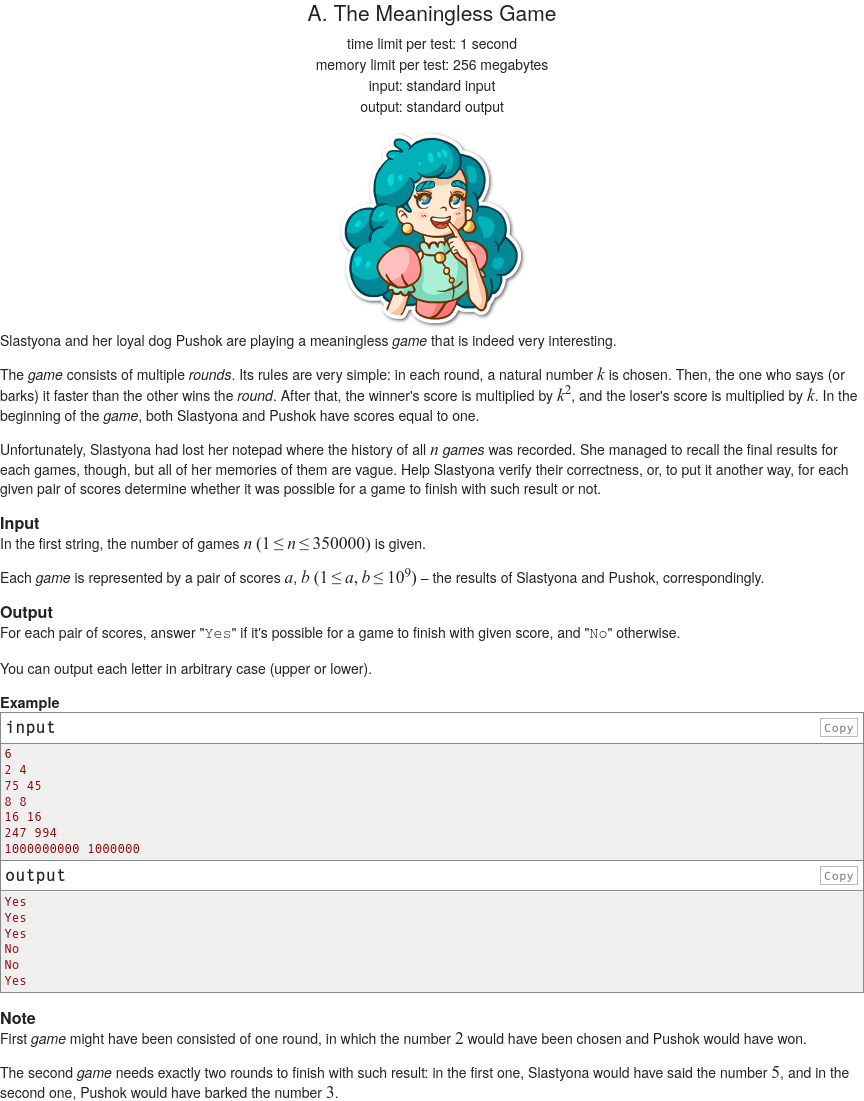 A. The Meaningless Game
time limit per test: 1 second
memory limit per test: 256 megabytes
input: standard input
output: standard output
Slastyona and her loyal dog Pushok are playing a meaningless game that is indeed very interesting.
The game consists of multiple rounds. Its rules are very simple: in each round, a natural number k is chosen. Then, the one who says (or
barks) it faster than the other wins the round. After that, the winner's score is multiplied by k², and the loser's score is multiplied by k. In the
beginning of the game, both Slastyona and Pushok have scores equal to one.
Unfortunately, Slastyona had lost her notepad where the history of all n games was recorded. She managed to recall the final results for
each games, though, but all of her memories of them are vague. Help Slastyona verify their correctness, or, to put it another way, for each
given pair of scores determine whether it was possible for a game to finish with such result or not.
Input
In the first string, the number of games n (1 ≤ n ≤ 350000) is given.
Each game is represented by a pair of scores a, b (1 ≤ a, b ≤ 10⁹) – the results of Slastyona and Pushok, correspondingly.
Output
For each pair of scores, answer "Yes" if it's possible for a game to finish with given score, and "No" otherwise.
You can output each letter in arbitrary case (upper or lower).
Example
input Copy
6
2 4
75 45
8 8
16 16
247 994
1000000000 1000000
output Copy
Yes
Yes
Yes
No
No
Yes
Note
First game might have been consisted of one round, in which the number 2 would have been chosen and Pushok would have won.
The second game needs exactly two rounds to finish with such result: in the first one, Slastyona would have said the number 5, and in the
second one, Pushok would have barked the number 3.